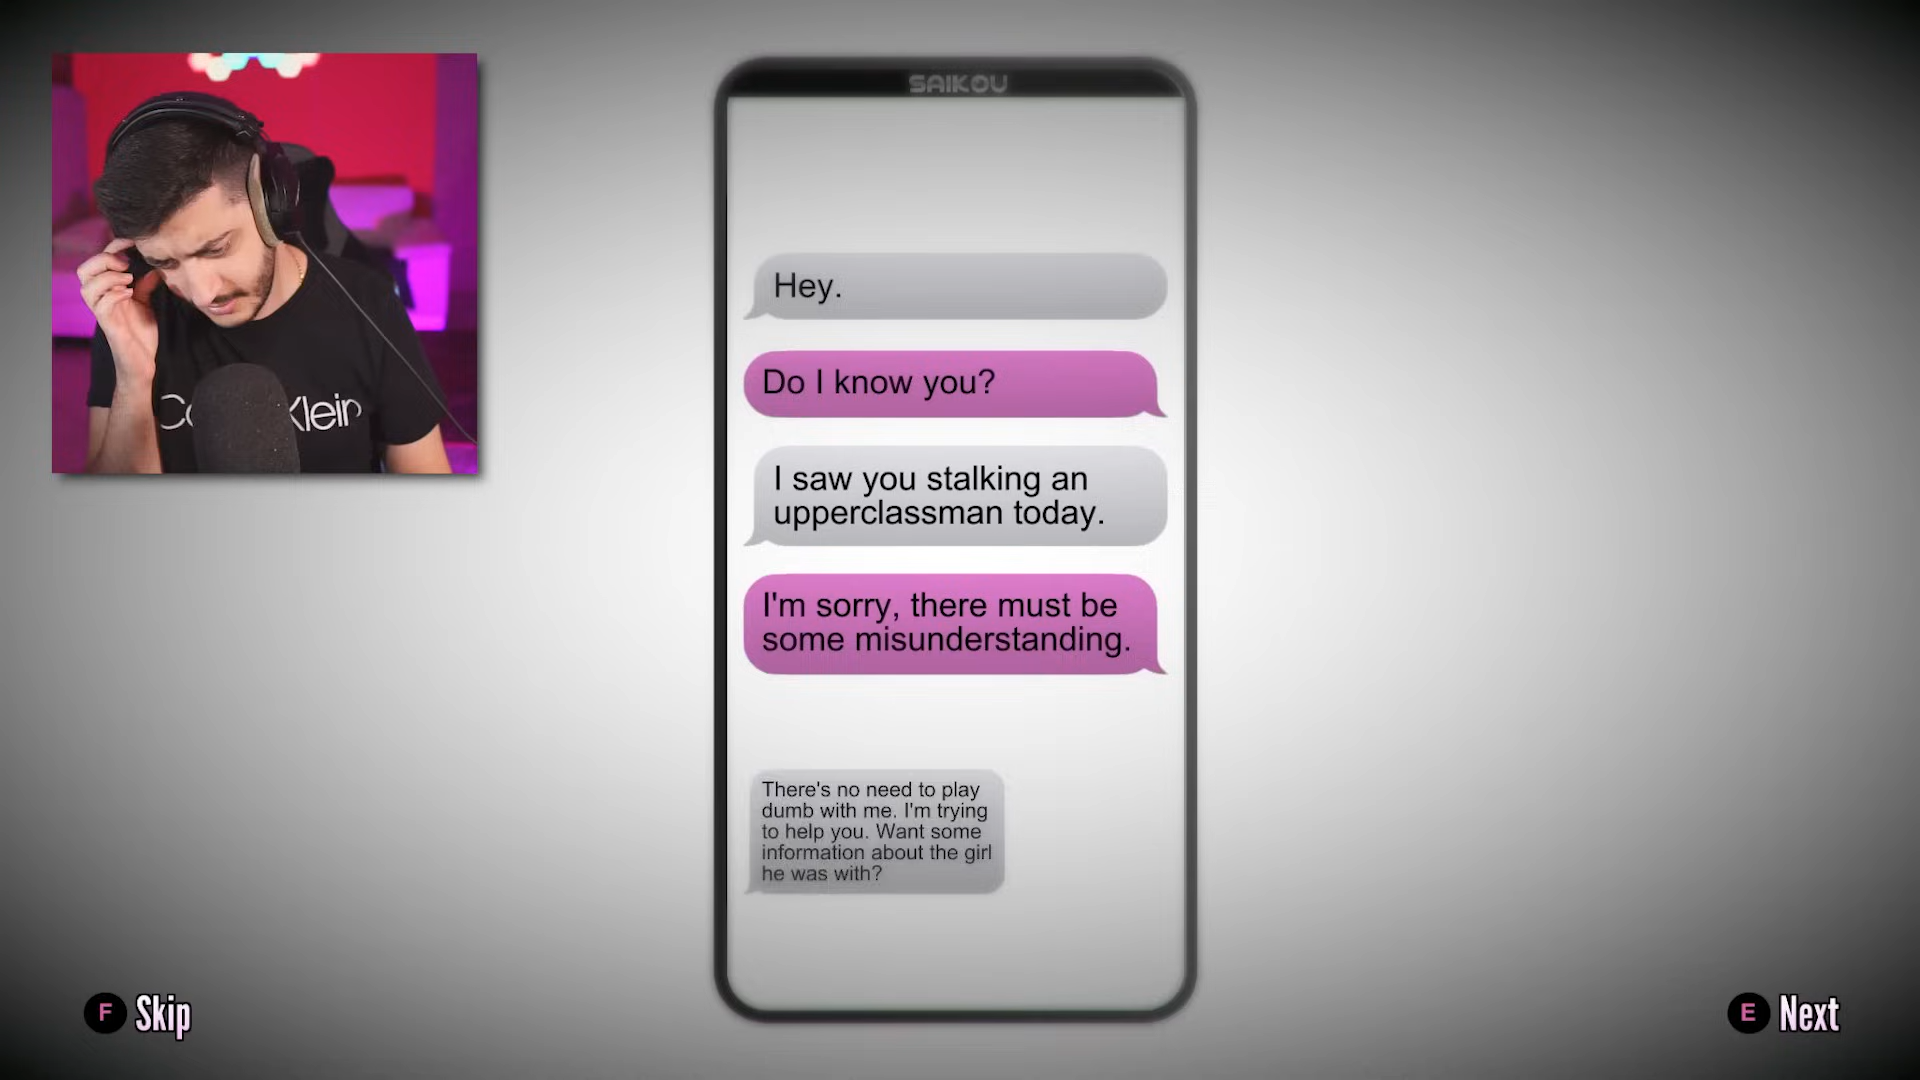 SAIKOU
Hey.
Do I know you?
I saw you stalking an
upperclassman today.
I'm sorry, there must be
some misunderstanding.
There's no need to play
dumb with me. I'm trying
to help you. Want some
information about the girl
he was with?
F Skip
E Next